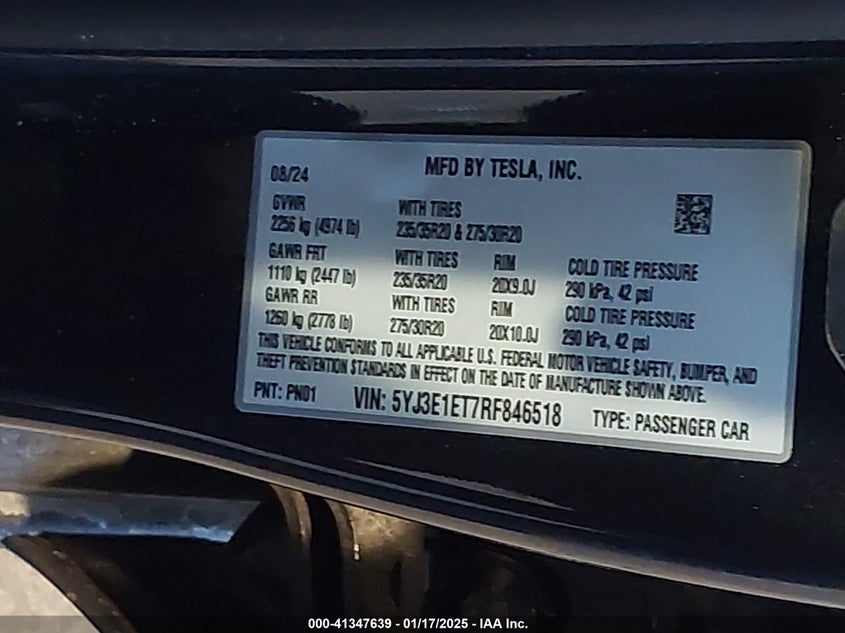 08/24 MFD BY TESLA, INC.
GVWR WITH TIRES
2256 kg (4974 lb) 235/35R20 & 275/30R20
GAWR FRT WITH TIRES RIM COLD TIRE PRESSURE
1110 kg (2447 lb) 235/35R20 20X9.0J 290 kPa, 42 psi
GAWR RR WITH TIRES RIM COLD TIRE PRESSURE
1260 kg (2778 lb) 275/30R20 20X10.0J 290 kPa, 42 psi
THIS VEHICLE CONFORMS TO ALL APPLICABLE U.S. FEDERAL MOTOR VEHICLE SAFETY, BUMPER, AND
THEFT PREVENTION STANDARDS IN EFFECT ON THE DATE OF MANUFACTURE SHOWN ABOVE.
PNT: PN01 VIN: 5YJ3E1ET7RF846518 TYPE: PASSENGER CAR
000-41347639 - 01/17/2025 - IAA Inc.